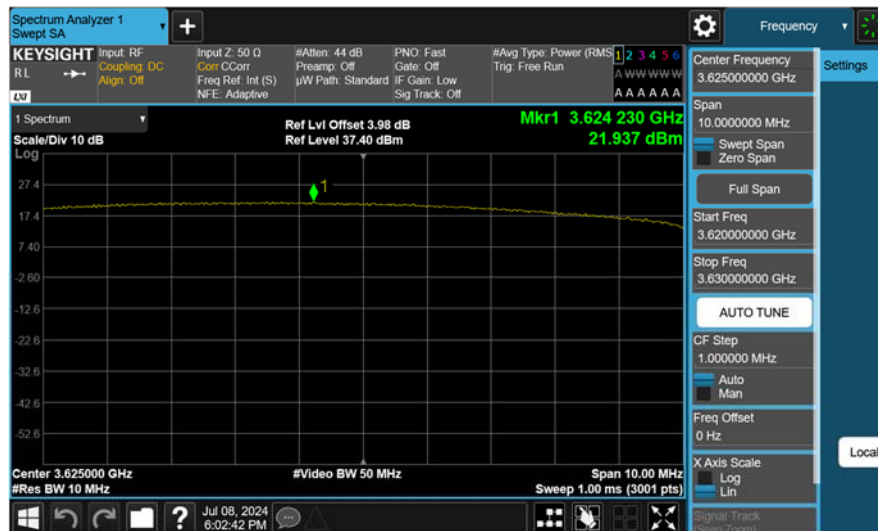 Spectrum Analyzer 1
Swept SA
Frequency
KEYSIGHT
R L
LXI
Input: RF
Coupling: DC
Align: Off
Input Z: 50 Ω
Corr CCorr
Freq Ref: Int (S)
NFE: Adaptive
#Atten: 44 dB
Preamp: Off
µW Path: Standard
PNO: Fast
Gate: Off
IF Gain: Low
Sig Track: Off
#Avg Type: Power (RMS
Trig: Free Run
1 2 3 4 5 6
A W W W W W
A A A A A A
1 Spectrum
Scale/Div 10 dB
Ref Lvl Offset 3.98 dB
Ref Level 37.40 dBm
Mkr1 3.624 230 GHz
21.937 dBm
Log
27.4
17.4
7.40
-2.60
-12.6
-22.6
-32.6
-42.6
-52.6
1
Center 3.625000 GHz
#Res BW 10 MHz
#Video BW 50 MHz
Span 10.00 MHz
Sweep 1.00 ms (3001 pts)
Jul 08, 2024
6:02:42 PM
Center Frequency
3.625000000 GHz
Span
10.0000000 MHz
Swept Span
Zero Span
Full Span
Start Freq
3.620000000 GHz
Stop Freq
3.630000000 GHz
AUTO TUNE
CF Step
1.000000 MHz
Auto
Man
Freq Offset
0 Hz
X Axis Scale
Log
Lin
Signal Track
(Span Zoom)
Settings
Local